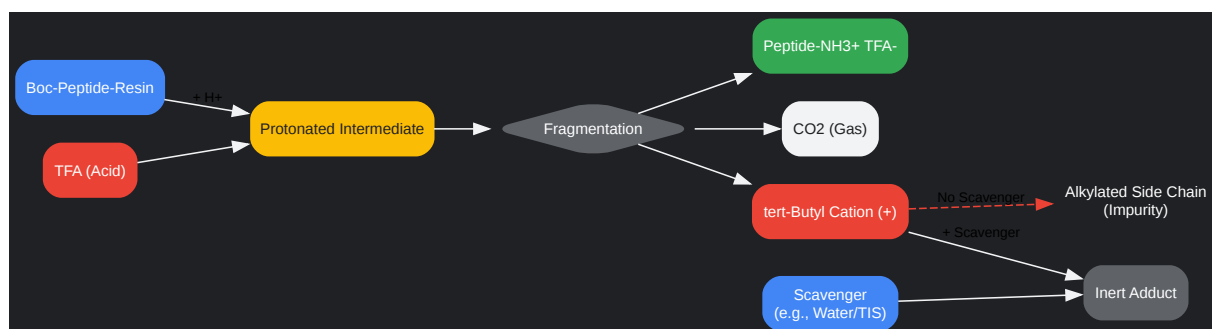 Boc-Peptide-Resin
+ H+
TFA (Acid)
Protonated Intermediate
Fragmentation
Peptide-NH3+ TFA-
CO2 (Gas)
tert-Butyl Cation (+)
No Scavenger
Alkylated Side Chain
(Impurity)
+ Scavenger
Scavenger
(e.g., Water/TIS)
Inert Adduct